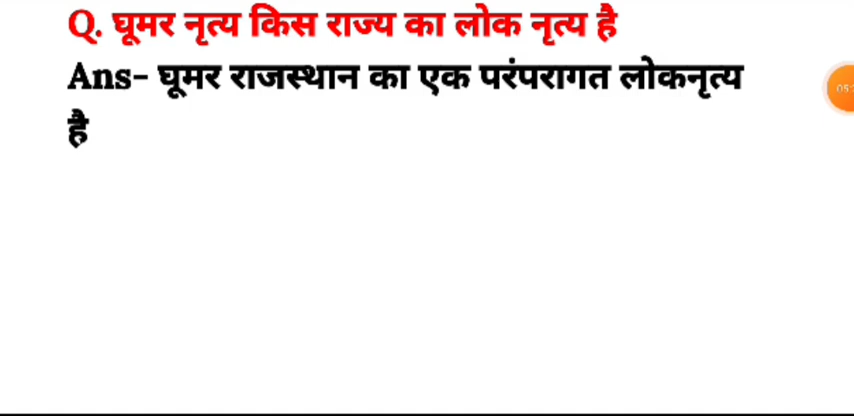 Q. घूमर नृत्य किस राज्य का लोक नृत्य है
Ans- घूमर राजस्थान का एक परंपरागत लोकनृत्य
है